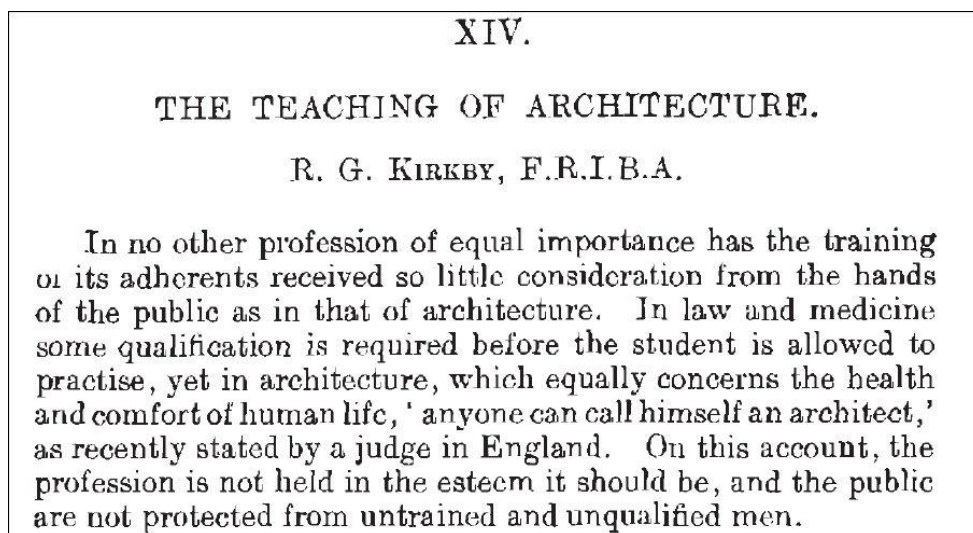 XIV.
THE TEACHING OF ARCHITECTURE.
R. G. KIRKBY, F.R.I.B.A.
In no other profession of equal importance has the training
of its adherents received so little consideration from the hands
of the public as in that of architecture. In law and medicine
some qualification is required before the student is allowed to
practise, yet in architecture, which equally concerns the health
and comfort of human life, ‘ anyone can call himself an architect,’
as recently stated by a judge in England. On this account, the
profession is not held in the esteem it should be, and the public
are not protected from untrained and unqualified men.